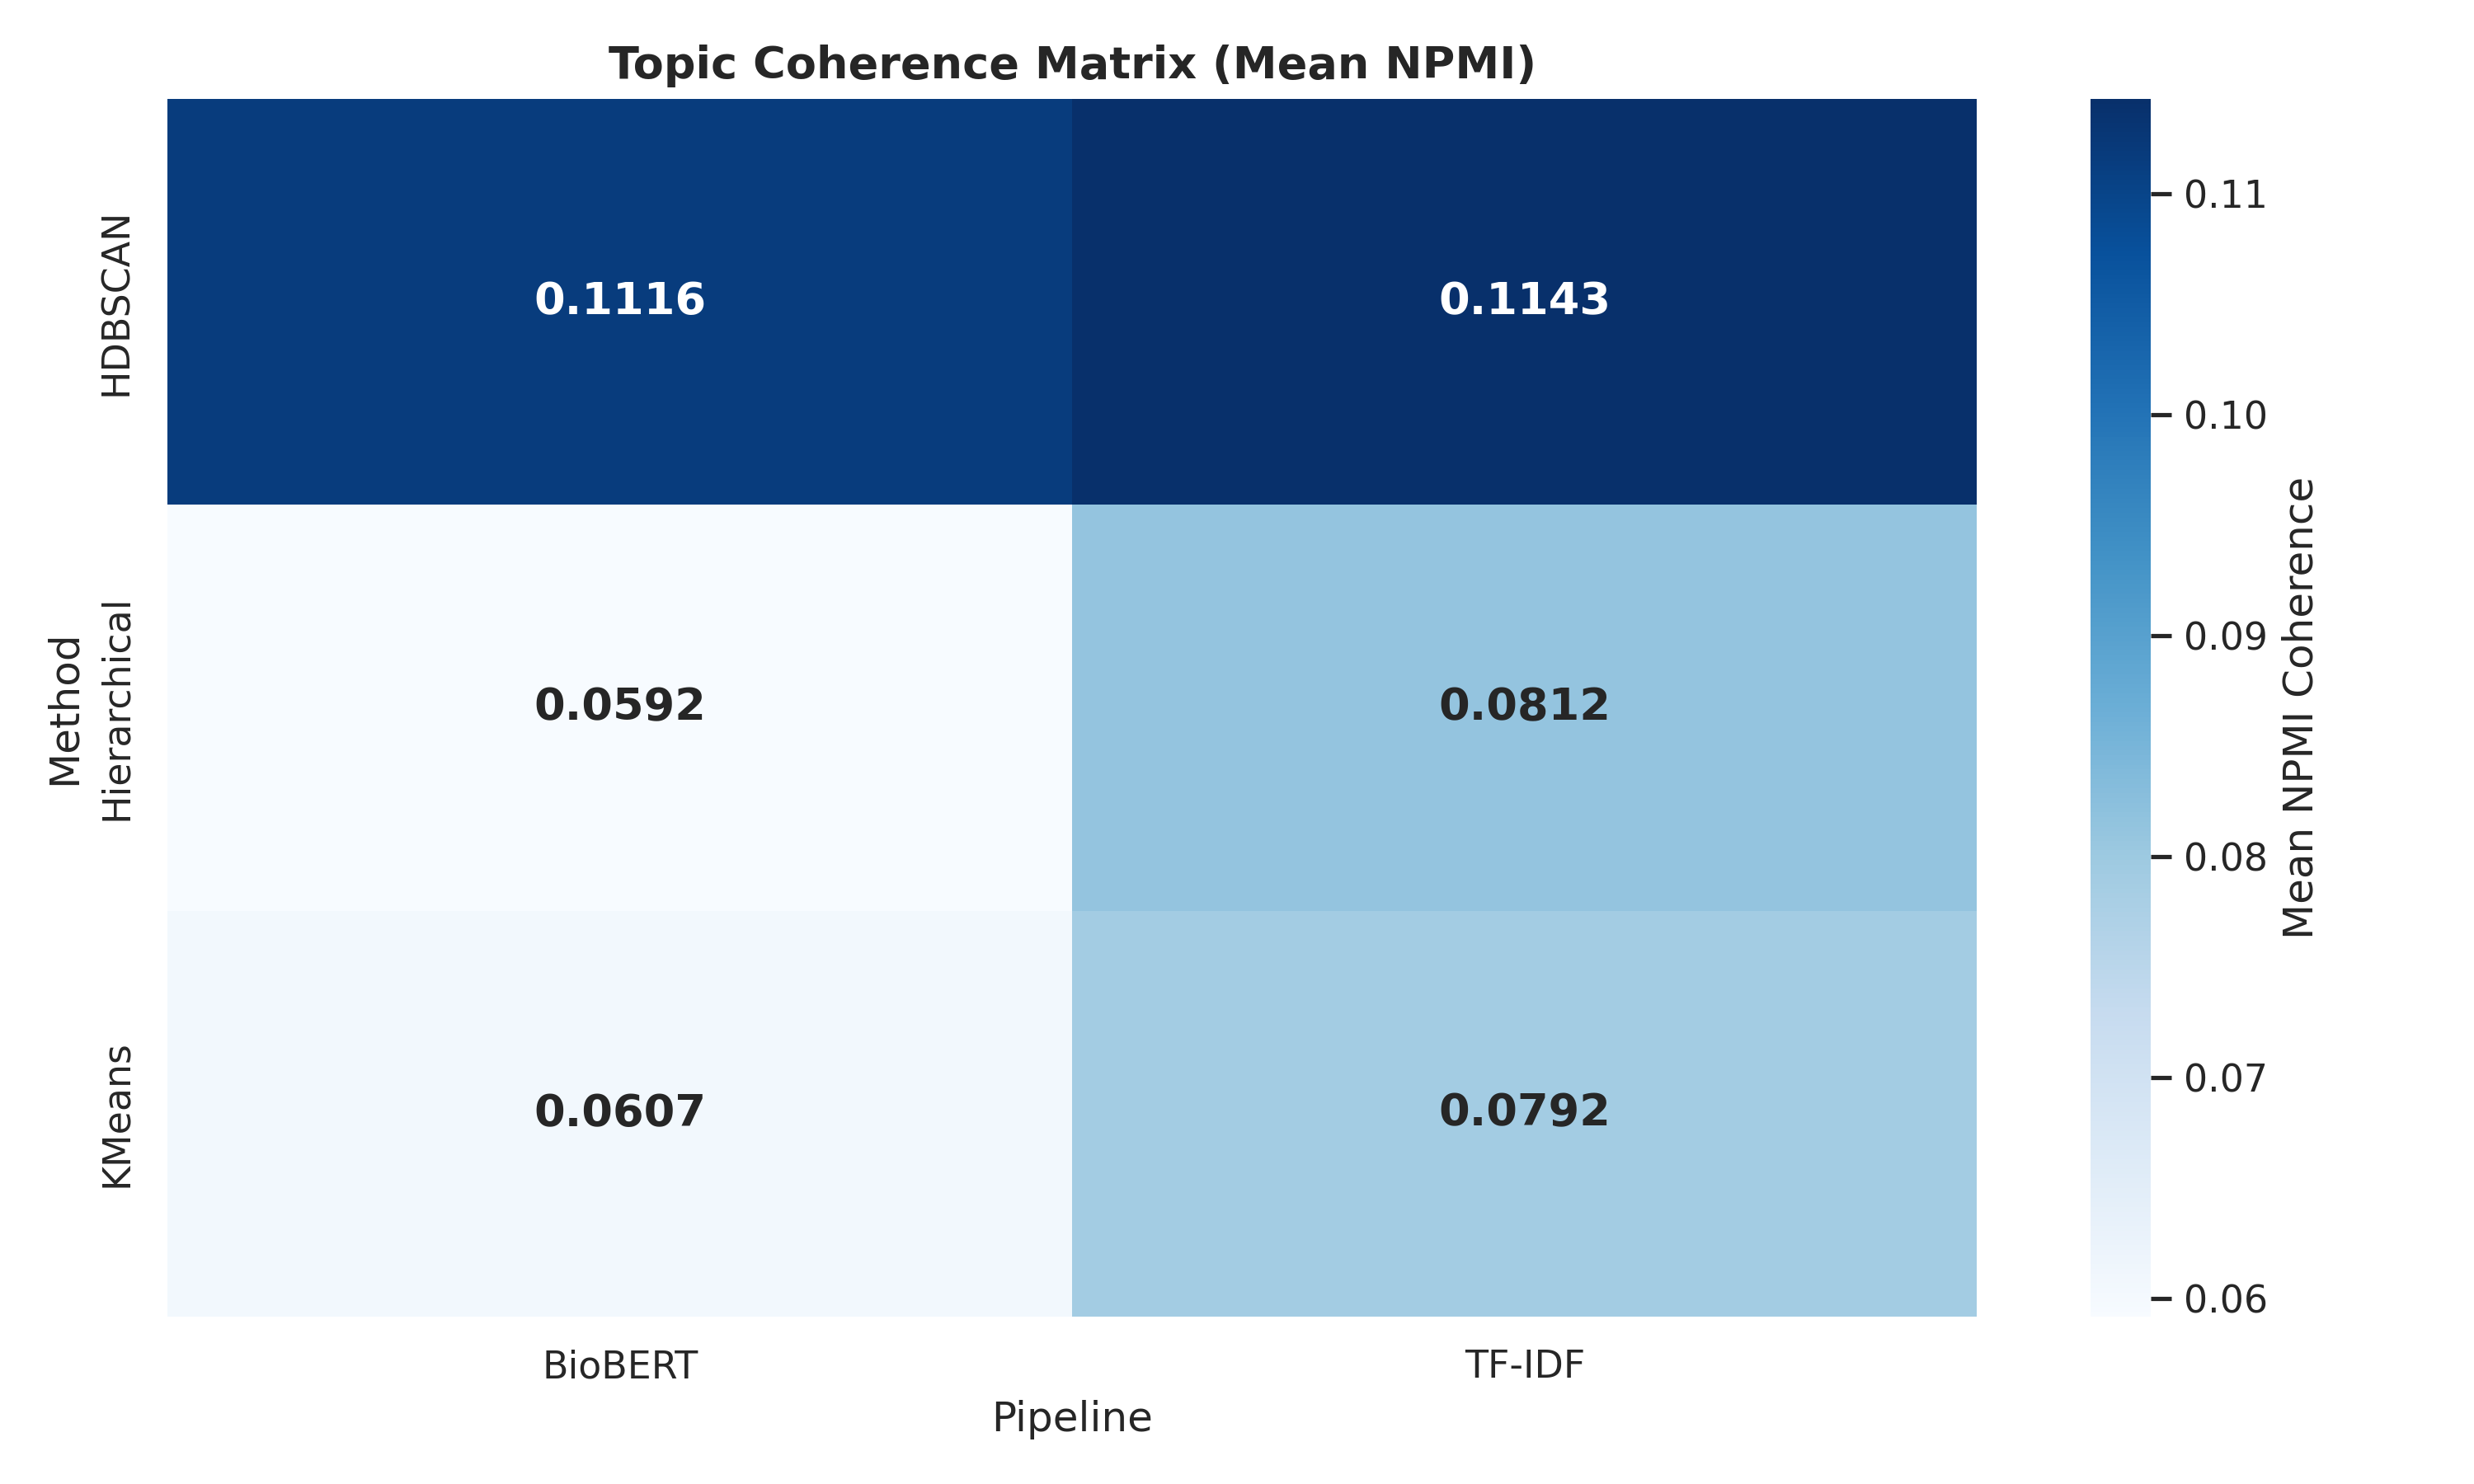 Topic Coherence Matrix (Mean NPMI)
Method
HDBSCAN
0.1116
0.1143
Hierarchical
0.0592
0.0812
KMeans
0.0607
0.0792
BioBERT
TF-IDF
Pipeline
0.11
0.10
0.09
0.08
0.07
0.06
Mean NPMI Coherence